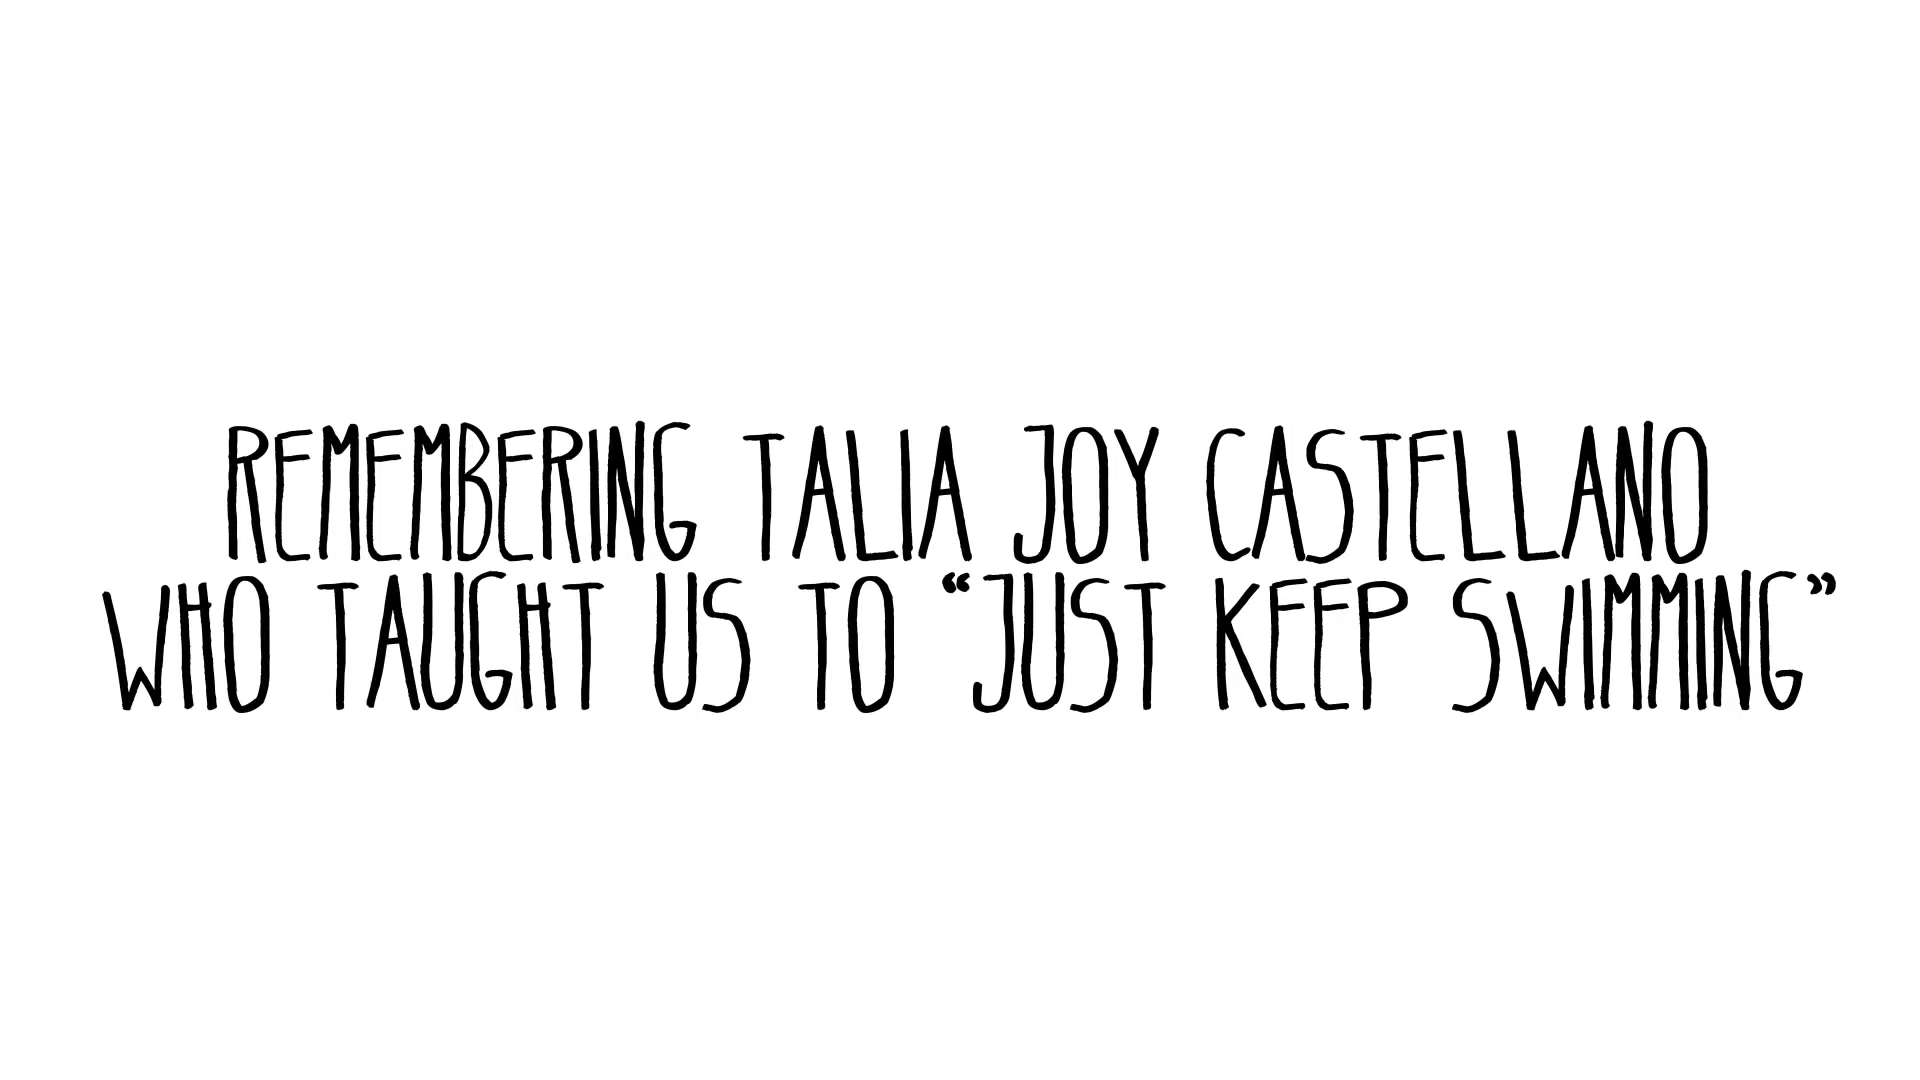 REMEMBERING TALIA JOY CASTELLANO
WHO TAUGHT US TO “JUST KEEP SWIMMING”